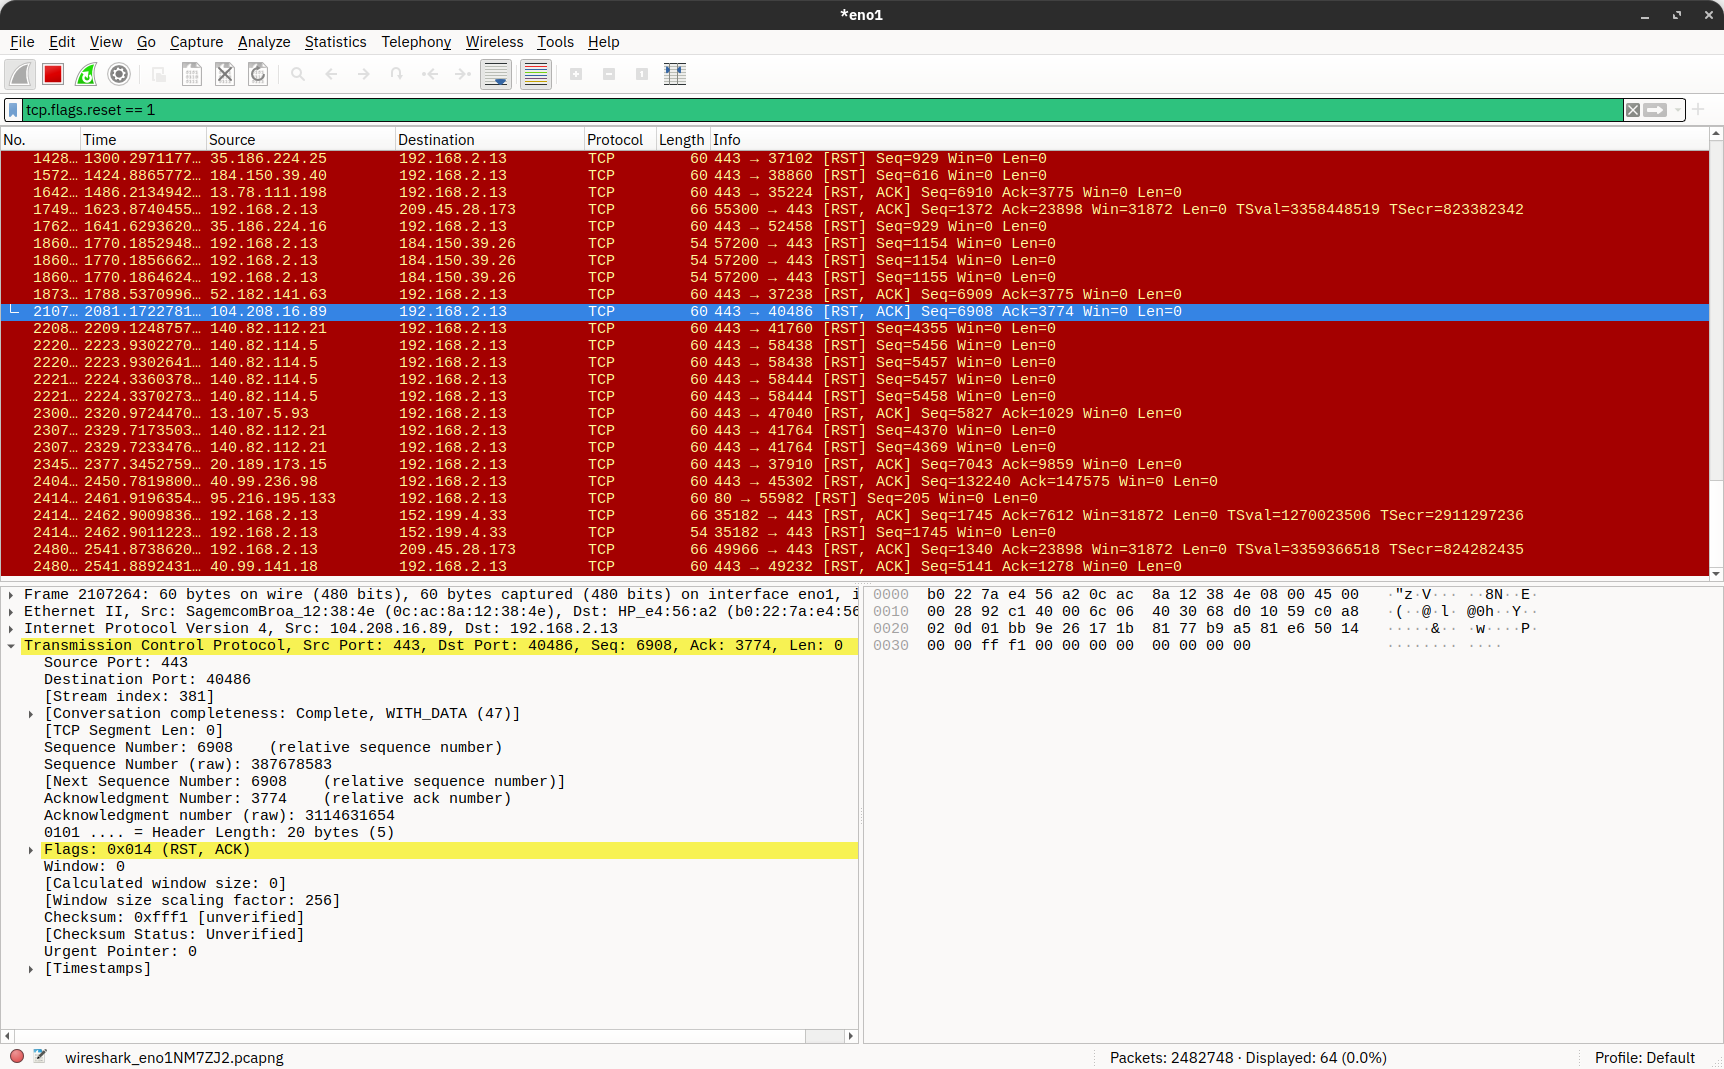 *eno1
File Edit View Go Capture Analyze Statistics Telephony Wireless Tools Help
tcp.flags.reset == 1
No. Time Source Destination Protocol Length Info
1428… 1300.2971177… 35.186.224.25 192.168.2.13 TCP 60 443 → 37102 [RST] Seq=929 Win=0 Len=0
1572… 1424.8865772… 184.150.39.40 192.168.2.13 TCP 60 443 → 38860 [RST] Seq=616 Win=0 Len=0
1642… 1486.2134942… 13.78.111.198 192.168.2.13 TCP 60 443 → 35224 [RST, ACK] Seq=6910 Ack=3775 Win=0 Len=0
1749… 1623.8740455… 192.168.2.13 209.45.28.173 TCP 66 55300 → 443 [RST, ACK] Seq=1372 Ack=23898 Win=31872 Len=0 TSval=3358448519 TSecr=823382342
1762… 1641.6293620… 35.186.224.16 192.168.2.13 TCP 60 443 → 52458 [RST] Seq=929 Win=0 Len=0
1860… 1770.1852948… 192.168.2.13 184.150.39.26 TCP 54 57200 → 443 [RST] Seq=1154 Win=0 Len=0
1860… 1770.1856662… 192.168.2.13 184.150.39.26 TCP 54 57200 → 443 [RST] Seq=1154 Win=0 Len=0
1860… 1770.1864624… 192.168.2.13 184.150.39.26 TCP 54 57200 → 443 [RST] Seq=1155 Win=0 Len=0
1873… 1788.5370996… 52.182.141.63 192.168.2.13 TCP 60 443 → 37238 [RST, ACK] Seq=6909 Ack=3775 Win=0 Len=0
2107… 2081.1722781… 104.208.16.89 192.168.2.13 TCP 60 443 → 40486 [RST, ACK] Seq=6908 Ack=3774 Win=0 Len=0
2208… 2209.1248757… 140.82.112.21 192.168.2.13 TCP 60 443 → 41760 [RST] Seq=4355 Win=0 Len=0
2220… 2223.9302270… 140.82.114.5 192.168.2.13 TCP 60 443 → 58438 [RST] Seq=5456 Win=0 Len=0
2220… 2223.9302641… 140.82.114.5 192.168.2.13 TCP 60 443 → 58438 [RST] Seq=5457 Win=0 Len=0
2221… 2224.3360378… 140.82.114.5 192.168.2.13 TCP 60 443 → 58444 [RST] Seq=5457 Win=0 Len=0
2221… 2224.3370273… 140.82.114.5 192.168.2.13 TCP 60 443 → 58444 [RST] Seq=5458 Win=0 Len=0
2300… 2320.9724470… 13.107.5.93 192.168.2.13 TCP 60 443 → 47040 [RST, ACK] Seq=5827 Ack=1029 Win=0 Len=0
2307… 2329.7173503… 140.82.112.21 192.168.2.13 TCP 60 443 → 41764 [RST] Seq=4370 Win=0 Len=0
2307… 2329.7233476… 140.82.112.21 192.168.2.13 TCP 60 443 → 41764 [RST] Seq=4369 Win=0 Len=0
2345… 2377.3452759… 20.189.173.15 192.168.2.13 TCP 60 443 → 37910 [RST, ACK] Seq=7043 Ack=9859 Win=0 Len=0
2404… 2450.7819800… 40.99.236.98 192.168.2.13 TCP 60 443 → 45302 [RST, ACK] Seq=132240 Ack=147575 Win=0 Len=0
2414… 2461.9196354… 95.216.195.133 192.168.2.13 TCP 60 80 → 55982 [RST] Seq=205 Win=0 Len=0
2414… 2462.9009836… 192.168.2.13 152.199.4.33 TCP 66 35182 → 443 [RST, ACK] Seq=1745 Ack=7612 Win=31872 Len=0 TSval=1270023506 TSecr=2911297236
2414… 2462.9011223… 192.168.2.13 152.199.4.33 TCP 54 35182 → 443 [RST] Seq=1745 Win=0 Len=0
2480… 2541.8738620… 192.168.2.13 209.45.28.173 TCP 66 49966 → 443 [RST, ACK] Seq=1340 Ack=23898 Win=31872 Len=0 TSval=3359366518 TSecr=824282435
2480… 2541.8892431… 40.99.141.18 192.168.2.13 TCP 60 443 → 49232 [RST, ACK] Seq=5141 Ack=1278 Win=0 Len=0
Frame 2107264: 60 bytes on wire (480 bits), 60 bytes captured (480 bits) on interface eno1, i
Ethernet II, Src: SagemcomBroa_12:38:4e (0c:ac:8a:12:38:4e), Dst: HP_e4:56:a2 (b0:22:7a:e4:56
Internet Protocol Version 4, Src: 104.208.16.89, Dst: 192.168.2.13
Transmission Control Protocol, Src Port: 443, Dst Port: 40486, Seq: 6908, Ack: 3774, Len: 0
Source Port: 443
Destination Port: 40486
[Stream index: 381]
[Conversation completeness: Complete, WITH_DATA (47)]
[TCP Segment Len: 0]
Sequence Number: 6908 (relative sequence number)
Sequence Number (raw): 387678583
[Next Sequence Number: 6908 (relative sequence number)]
Acknowledgment Number: 3774 (relative ack number)
Acknowledgment number (raw): 3114631654
0101 .... = Header Length: 20 bytes (5)
Flags: 0x014 (RST, ACK)
Window: 0
[Calculated window size: 0]
[Window size scaling factor: 256]
Checksum: 0xfff1 [unverified]
[Checksum Status: Unverified]
Urgent Pointer: 0
[Timestamps]
0000 b0 22 7a e4 56 a2 0c ac 8a 12 38 4e 08 00 45 00 ·"z·V··· ··8N··E·
0010 00 28 92 c1 40 00 6c 06 40 30 68 d0 10 59 c0 a8 ·(··@·l· @0h··Y··
0020 02 0d 01 bb 9e 26 17 1b 81 77 b9 a5 81 e6 50 14 ·····&·· ·w····P·
0030 00 00 ff f1 00 00 00 00 00 00 00 00 ········ ····
wireshark_eno1NM7ZJ2.pcapng
Packets: 2482748 · Displayed: 64 (0.0%)
Profile: Default